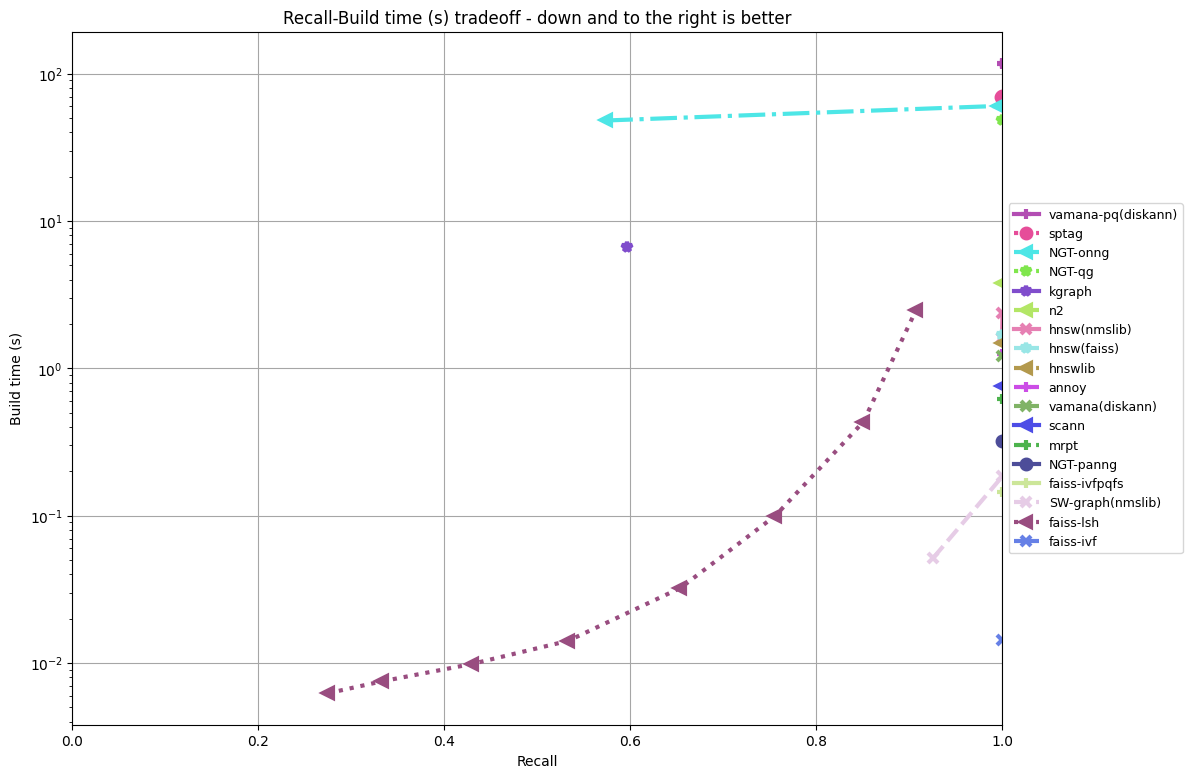 Recall-Build time (s) tradeoff - down and to the right is better
Build time (s)
10²
10¹
10⁰
10⁻¹
10⁻²
0.0 0.2 0.4 0.6 0.8 1.0
Recall
vamana-pq(diskann)
sptag
NGT-onng
NGT-qg
kgraph
n2
hnsw(nmslib)
hnsw(faiss)
hnswlib
annoy
vamana(diskann)
scann
mrpt
NGT-panng
faiss-ivfpqfs
SW-graph(nmslib)
faiss-lsh
faiss-ivf